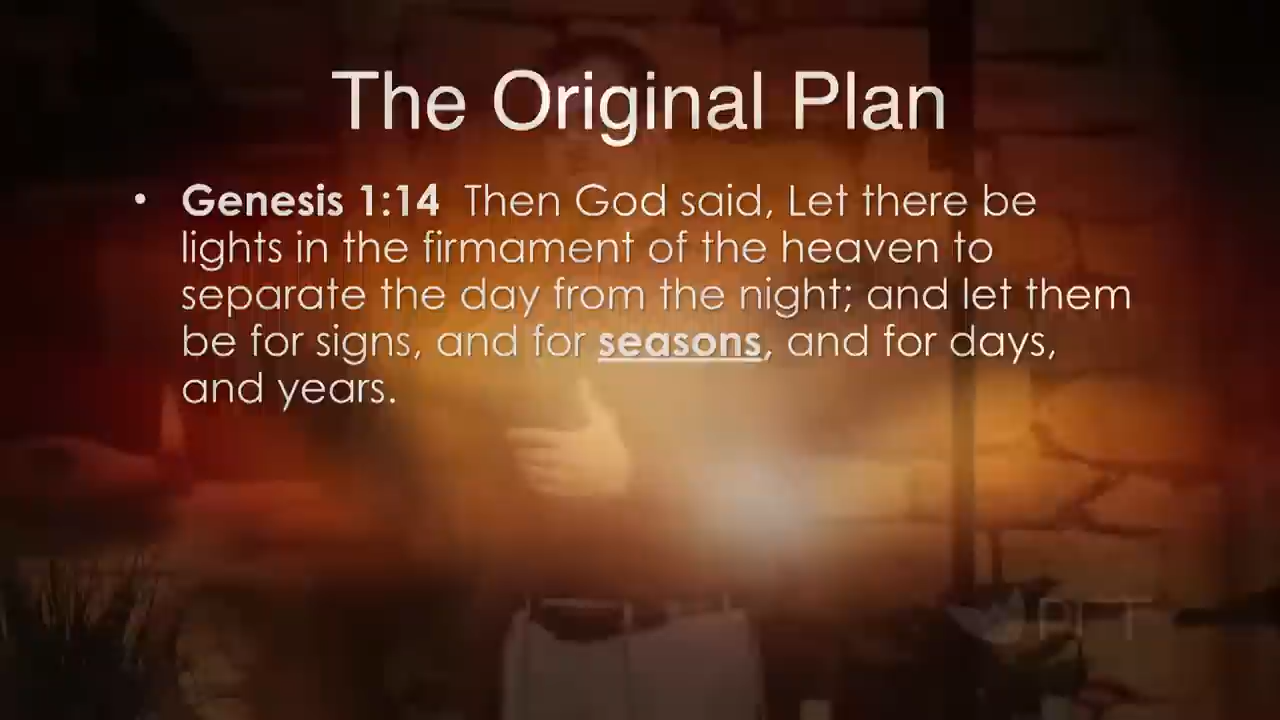 The Original Plan
• Genesis 1:14 Then God said, Let there be
lights in the firmament of the heaven to
separate the day from the night; and let them
be for signs, and for seasons, and for days,
and years.